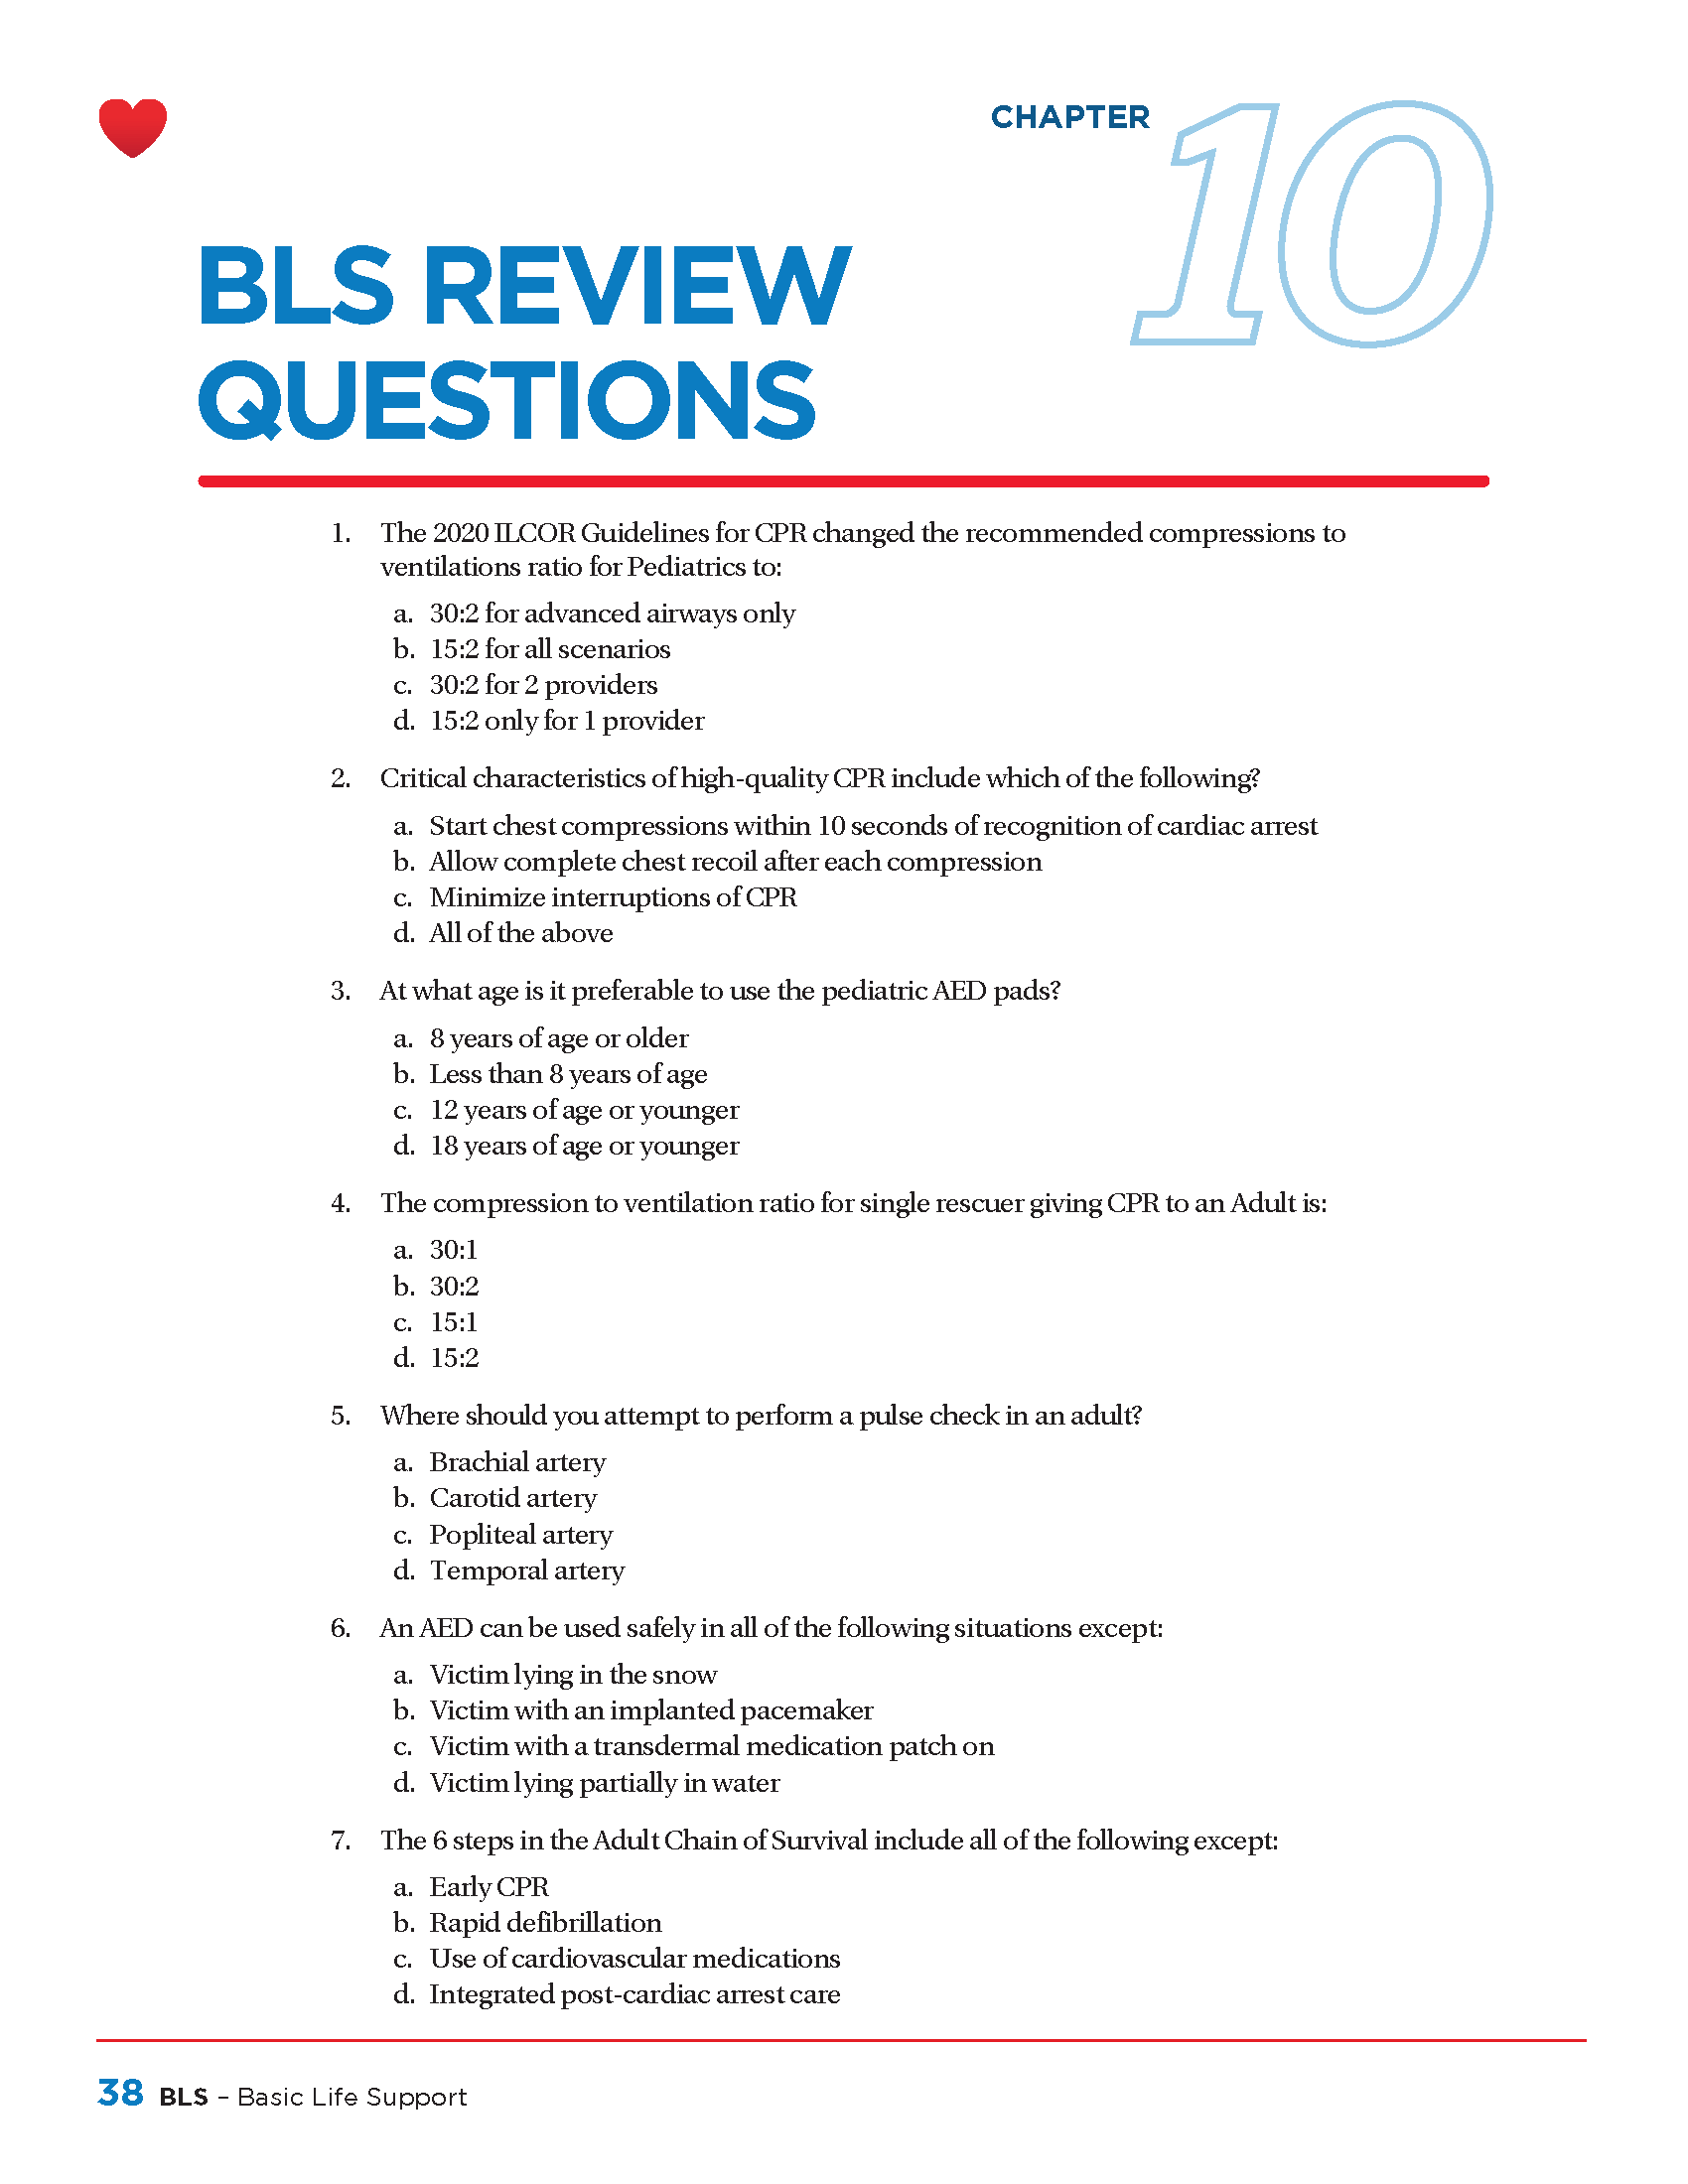 CHAPTER 10
BLS REVIEW
QUESTIONS
1. The 2020 ILCOR Guidelines for CPR changed the recommended compressions to
ventilations ratio for Pediatrics to:
a. 30:2 for advanced airways only
b. 15:2 for all scenarios
c. 30:2 for 2 providers
d. 15:2 only for 1 provider
2. Critical characteristics of high-quality CPR include which of the following?
a. Start chest compressions within 10 seconds of recognition of cardiac arrest
b. Allow complete chest recoil after each compression
c. Minimize interruptions of CPR
d. All of the above
3. At what age is it preferable to use the pediatric AED pads?
a. 8 years of age or older
b. Less than 8 years of age
c. 12 years of age or younger
d. 18 years of age or younger
4. The compression to ventilation ratio for single rescuer giving CPR to an Adult is:
a. 30:1
b. 30:2
c. 15:1
d. 15:2
5. Where should you attempt to perform a pulse check in an adult?
a. Brachial artery
b. Carotid artery
c. Popliteal artery
d. Temporal artery
6. An AED can be used safely in all of the following situations except:
a. Victim lying in the snow
b. Victim with an implanted pacemaker
c. Victim with a transdermal medication patch on
d. Victim lying partially in water
7. The 6 steps in the Adult Chain of Survival include all of the following except:
a. Early CPR
b. Rapid defibrillation
c. Use of cardiovascular medications
d. Integrated post-cardiac arrest care
38 BLS – Basic Life Support